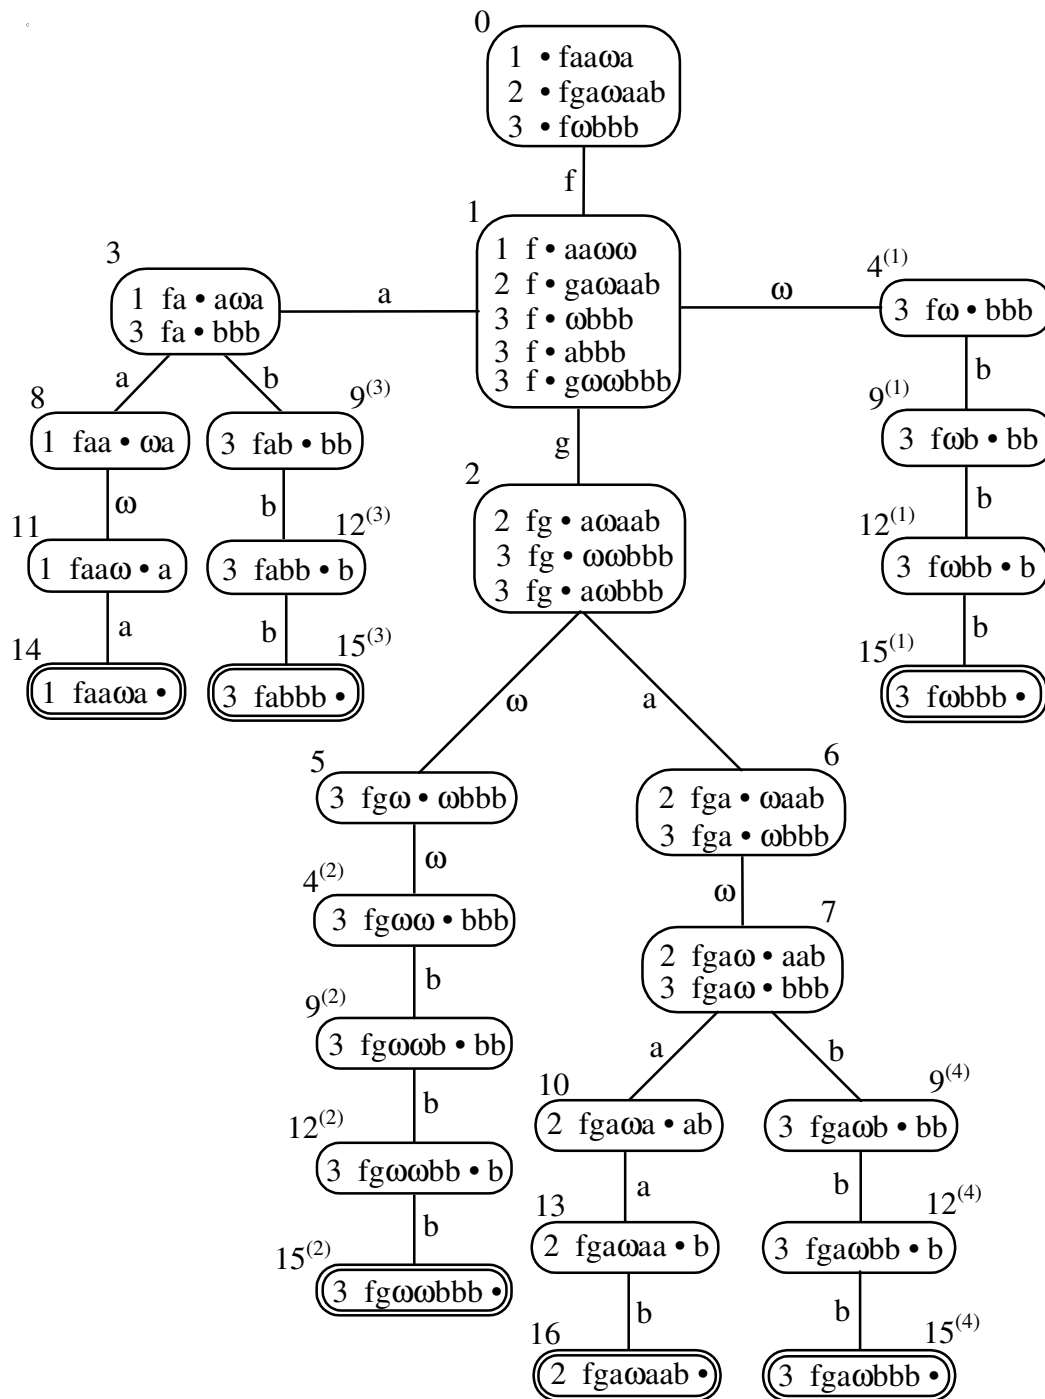 0
1 • faaωa
2 • fgaωaab
3 • fωbbb
f
1
1 f • aaωω
2 f • gaωaab
3 f • ωbbb
3 f • abbb
3 f • gωωbbb
3
1 fa • aωa
3 fa • bbb
a
ω
4(1)
3 fω • bbb
a
b
b
8
1 faa • ωa
9(3)
3 fab • bb
9(1)
3 fωb • bb
g
2
2 fg • aωaab
3 fg • ωωbbb
3 fg • aωbbb
ω
b
b
11
1 faaω • a
12(3)
3 fabb • b
12(1)
3 fωbb • b
a
b
b
14
1 faaωa •
15(3)
3 fabbb •
15(1)
3 fωbbb •
ω
a
5
3 fgω • ωbbb
6
2 fga • ωaab
3 fga • ωbbb
ω
ω
4(2)
3 fgωω • bbb
7
2 fgaω • aab
3 fgaω • bbb
b
9(2)
3 fgωωb • bb
a
b
10
2 fgaωa • ab
9(4)
3 fgaωb • bb
b
12(2)
3 fgωωbb • b
a
b
13
2 fgaωaa • b
12(4)
3 fgaωbb • b
b
15(2)
3 fgωωbbb •
b
b
16
2 fgaωaab •
15(4)
3 fgaωbbb •